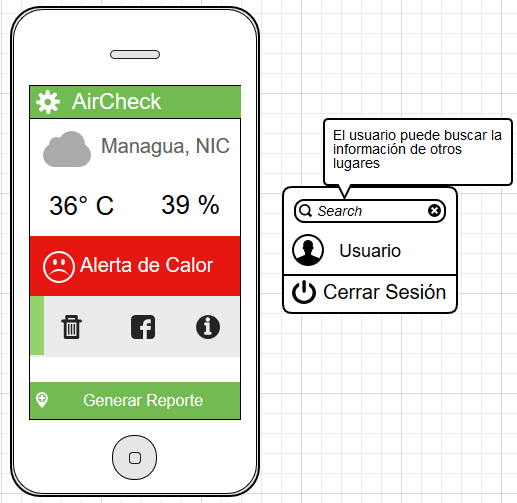 AirCheck
Managua, NIC
36° C
39 %
Alerta de Calor
Generar Reporte
El usuario puede buscar la
información de otros
lugares
Search
Usuario
Cerrar Sesión